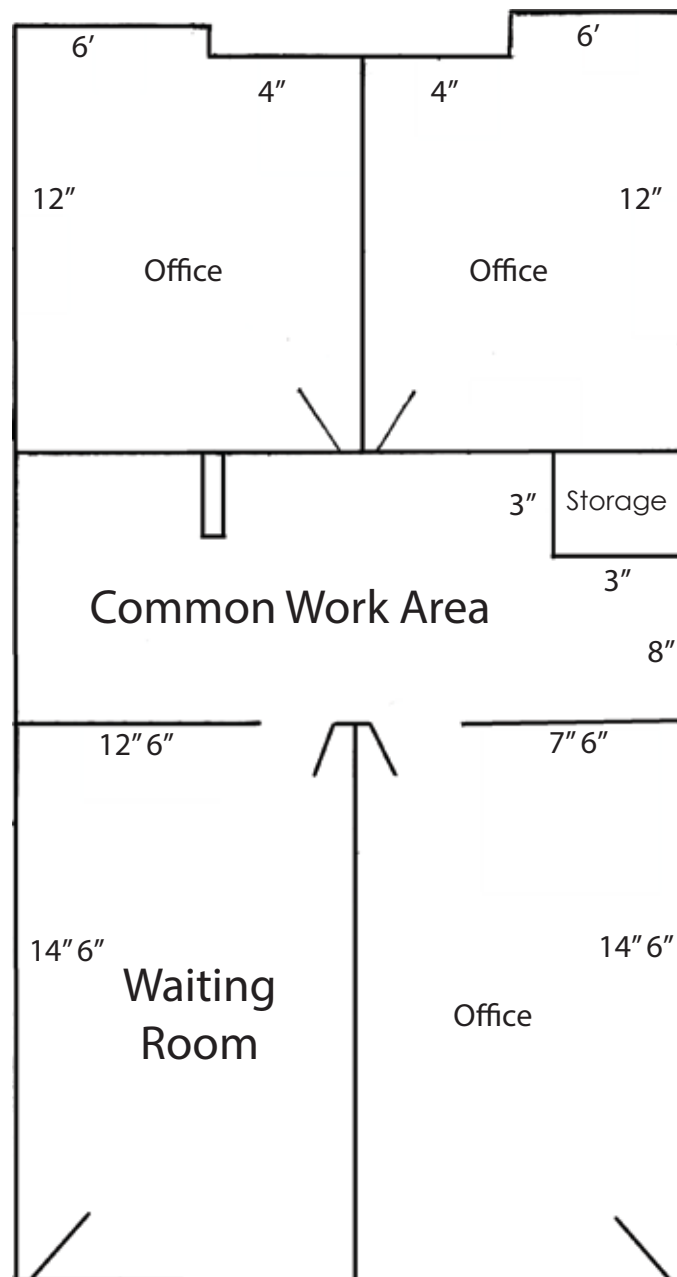 6’
6’
4”
4”
12”
12”
Office
Office
3”
Storage
3”
Common Work Area
8”
12” 6”
7” 6”
14” 6”
14” 6”
Waiting
Room
Office